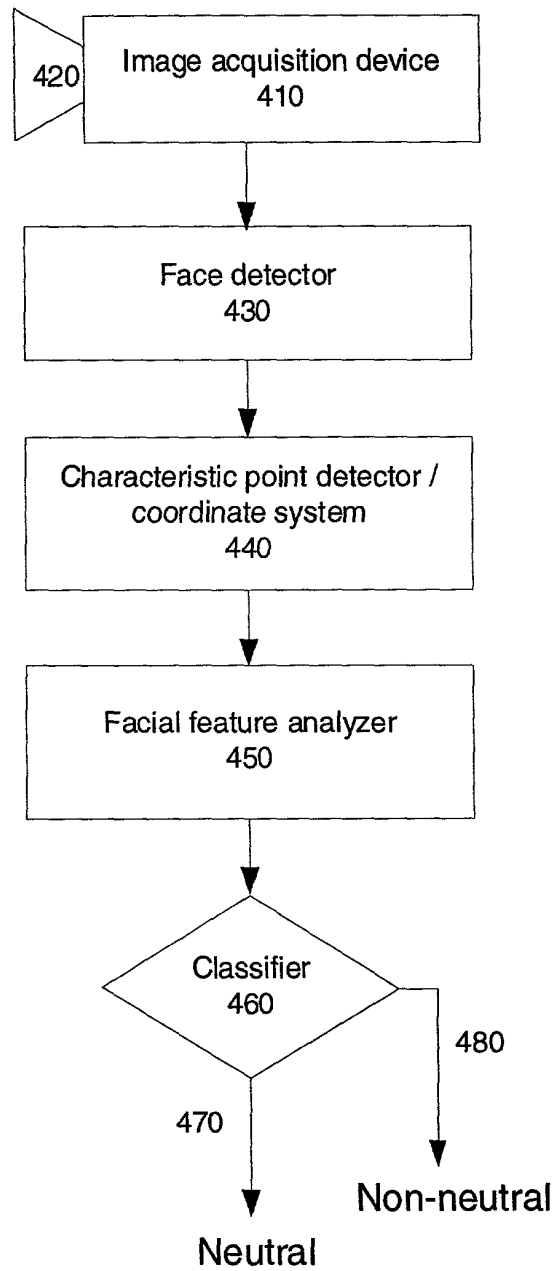 420
Image acquisition device
410
Face detector
430
Characteristic point detector /
coordinate system
440
Facial feature analyzer
450
Classifier
460
480
470
Non-neutral
Neutral